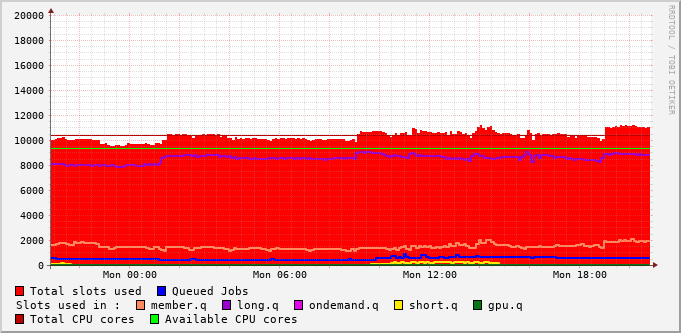 RRDTOOL / TOBI OETIKER
20000
18000
16000
14000
12000
10000
8000
6000
4000
2000
0
Mon 00:00 Mon 06:00 Mon 12:00 Mon 18:00
Total slots used Queued Jobs
Slots used in : member.q long.q ondemand.q short.q gpu.q
Total CPU cores Available CPU cores